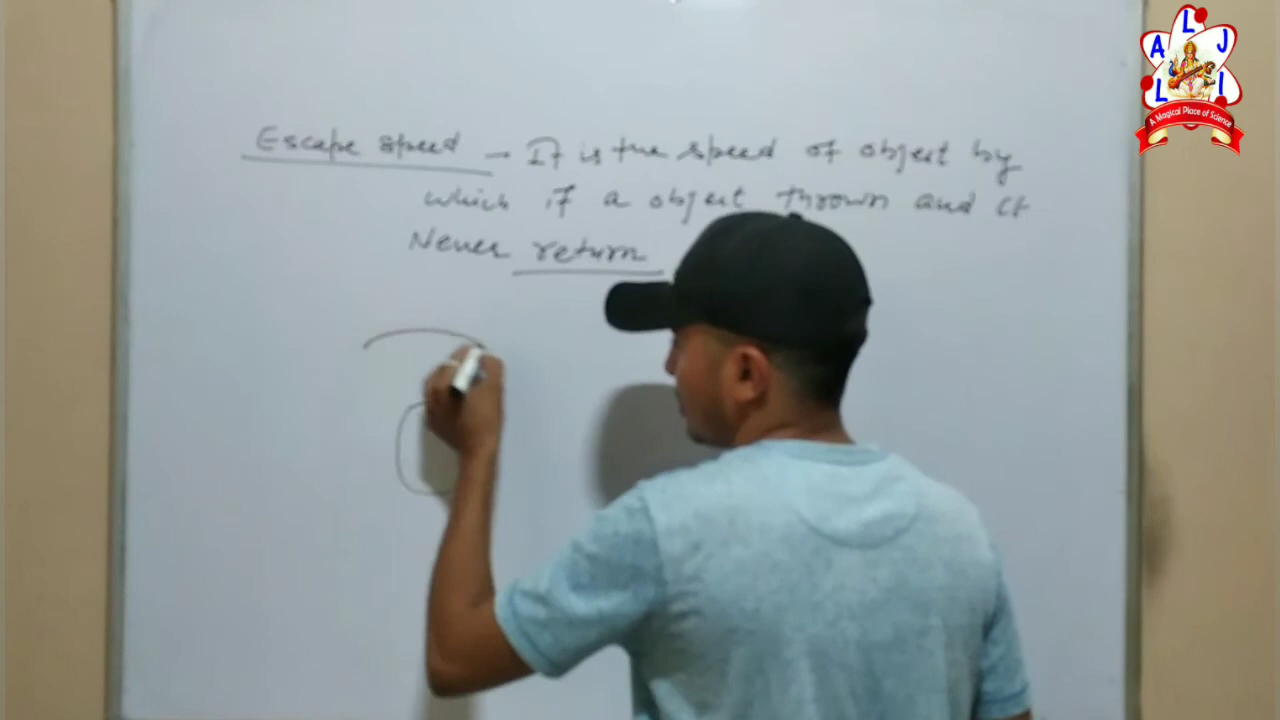 Escape speed - It is the speed of object by
which if a object thrown and it
Never return
A L J
L I
A Magical Place of Science